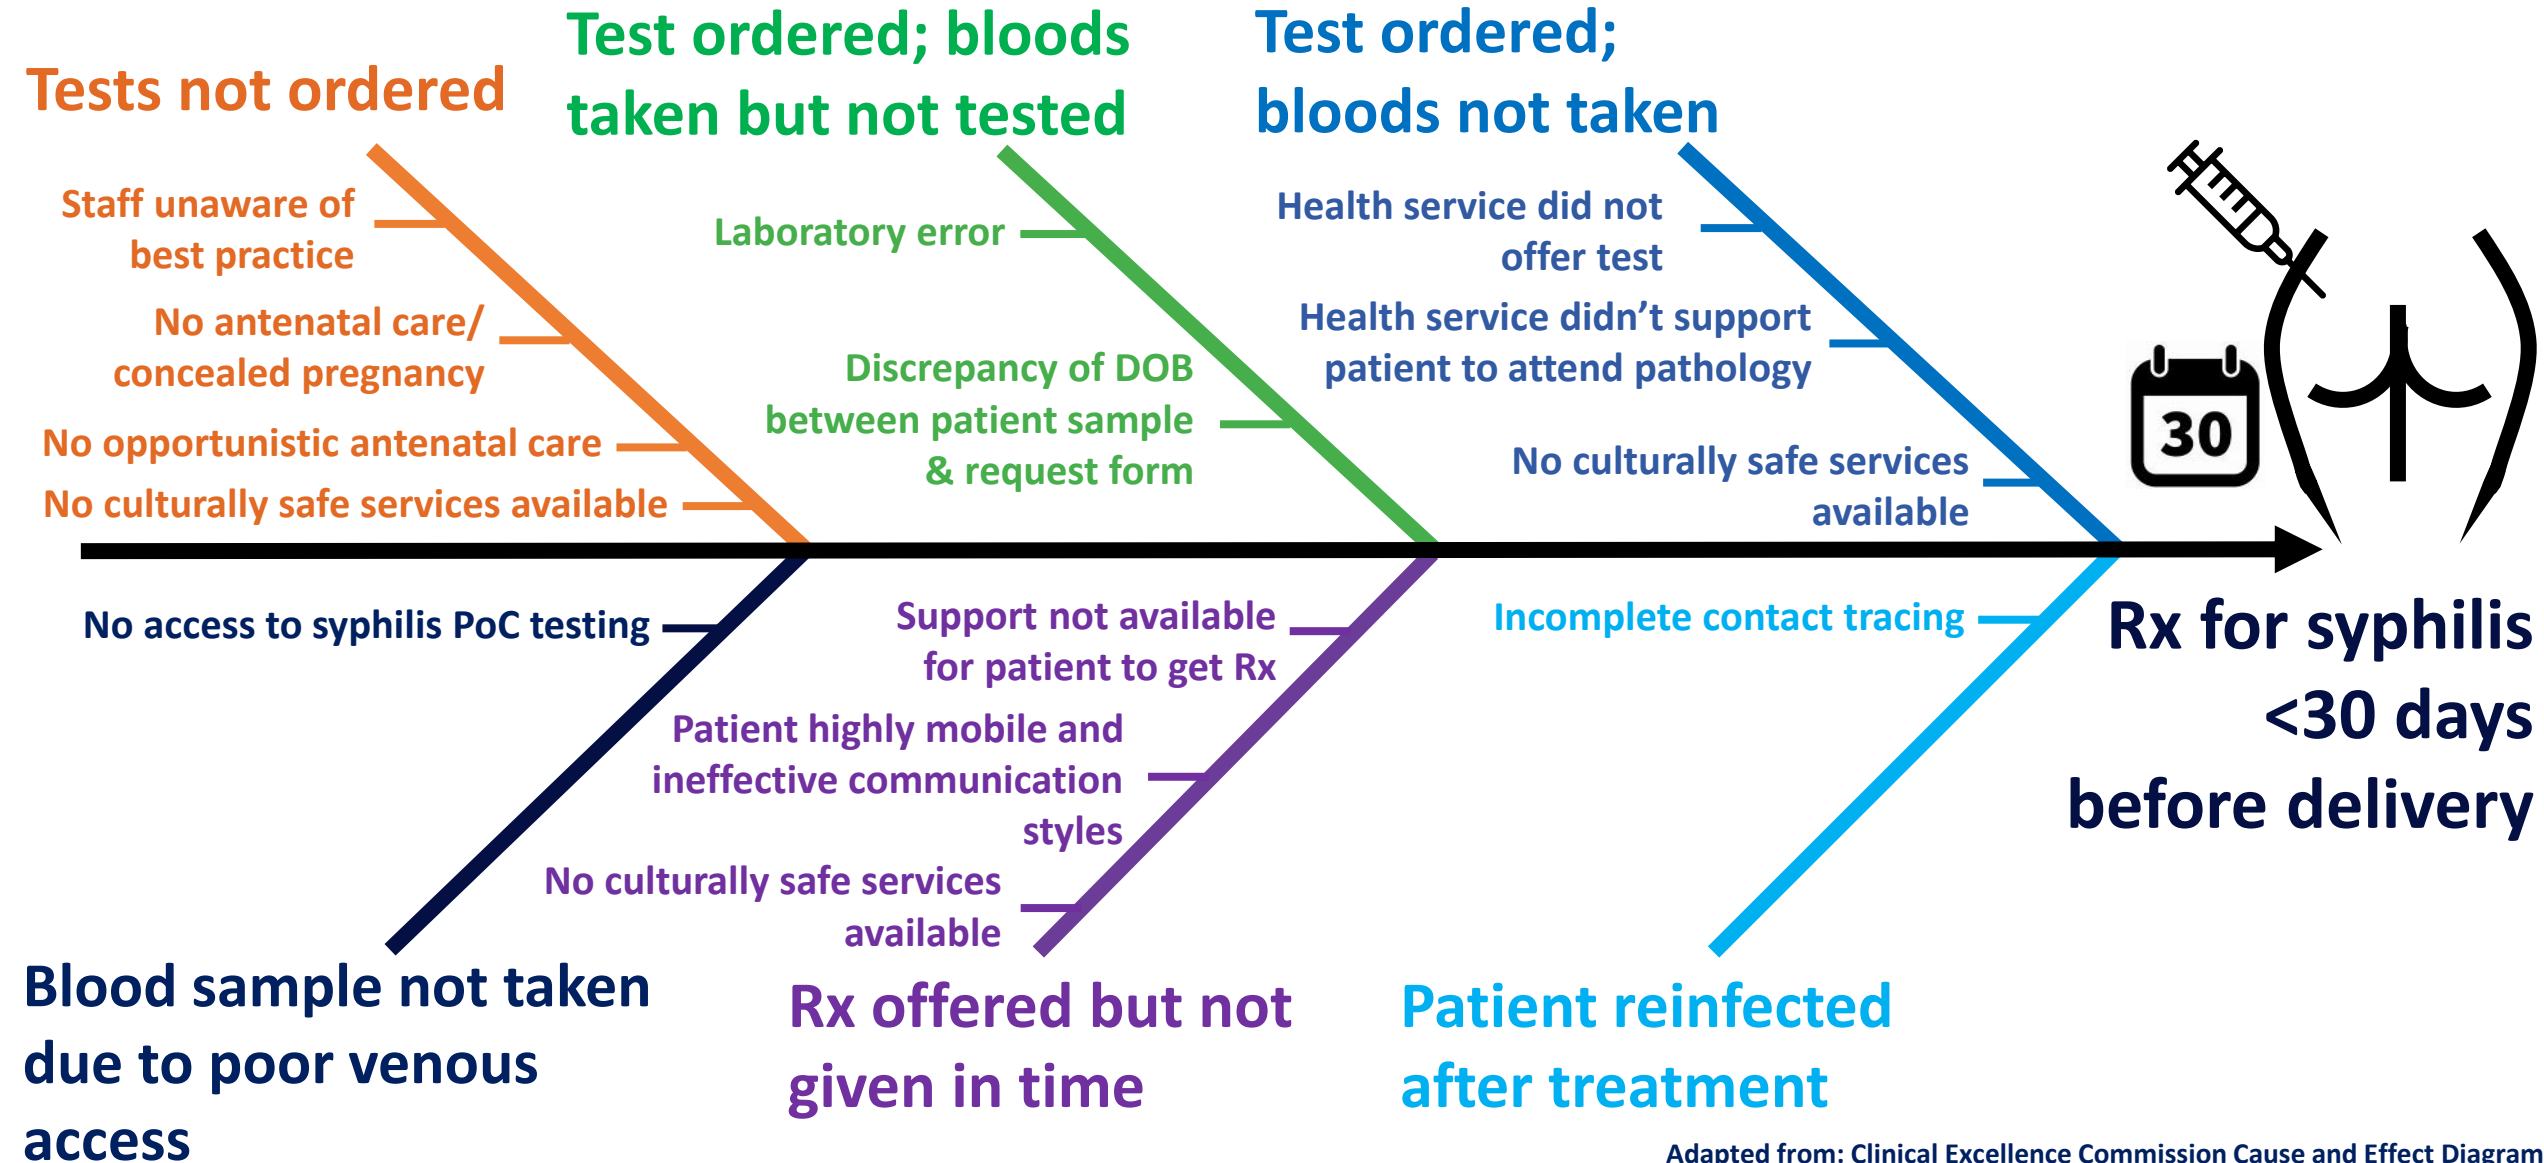 Tests not ordered
Staff unaware of
best practice
No antenatal care/
concealed pregnancy
No opportunistic antenatal care
No culturally safe services available
Test ordered; bloods
taken but not tested
Laboratory error
Discrepancy of DOB
between patient sample
& request form
Test ordered;
bloods not taken
Health service did not
offer test
Health service didn’t support
patient to attend pathology
No culturally safe services
available
30
No access to syphilis PoC testing
Blood sample not taken
due to poor venous
access
Support not available
for patient to get Rx
Patient highly mobile and
ineffective communication
styles
No culturally safe services
available
Rx offered but not
given in time
Incomplete contact tracing
Patient reinfected
after treatment
Rx for syphilis
<30 days
before delivery
Adapted from: Clinical Excellence Commission Cause and Effect Diagram